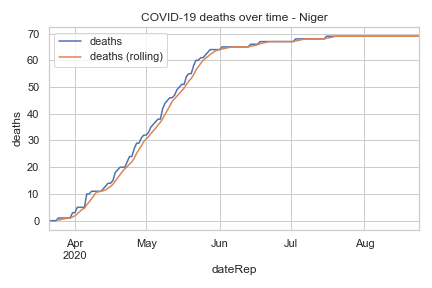 COVID-19 deaths over time - Niger
deaths
deaths (rolling)
deaths
70
60
50
40
30
20
10
0
Apr May Jun Jul Aug
2020
dateRep